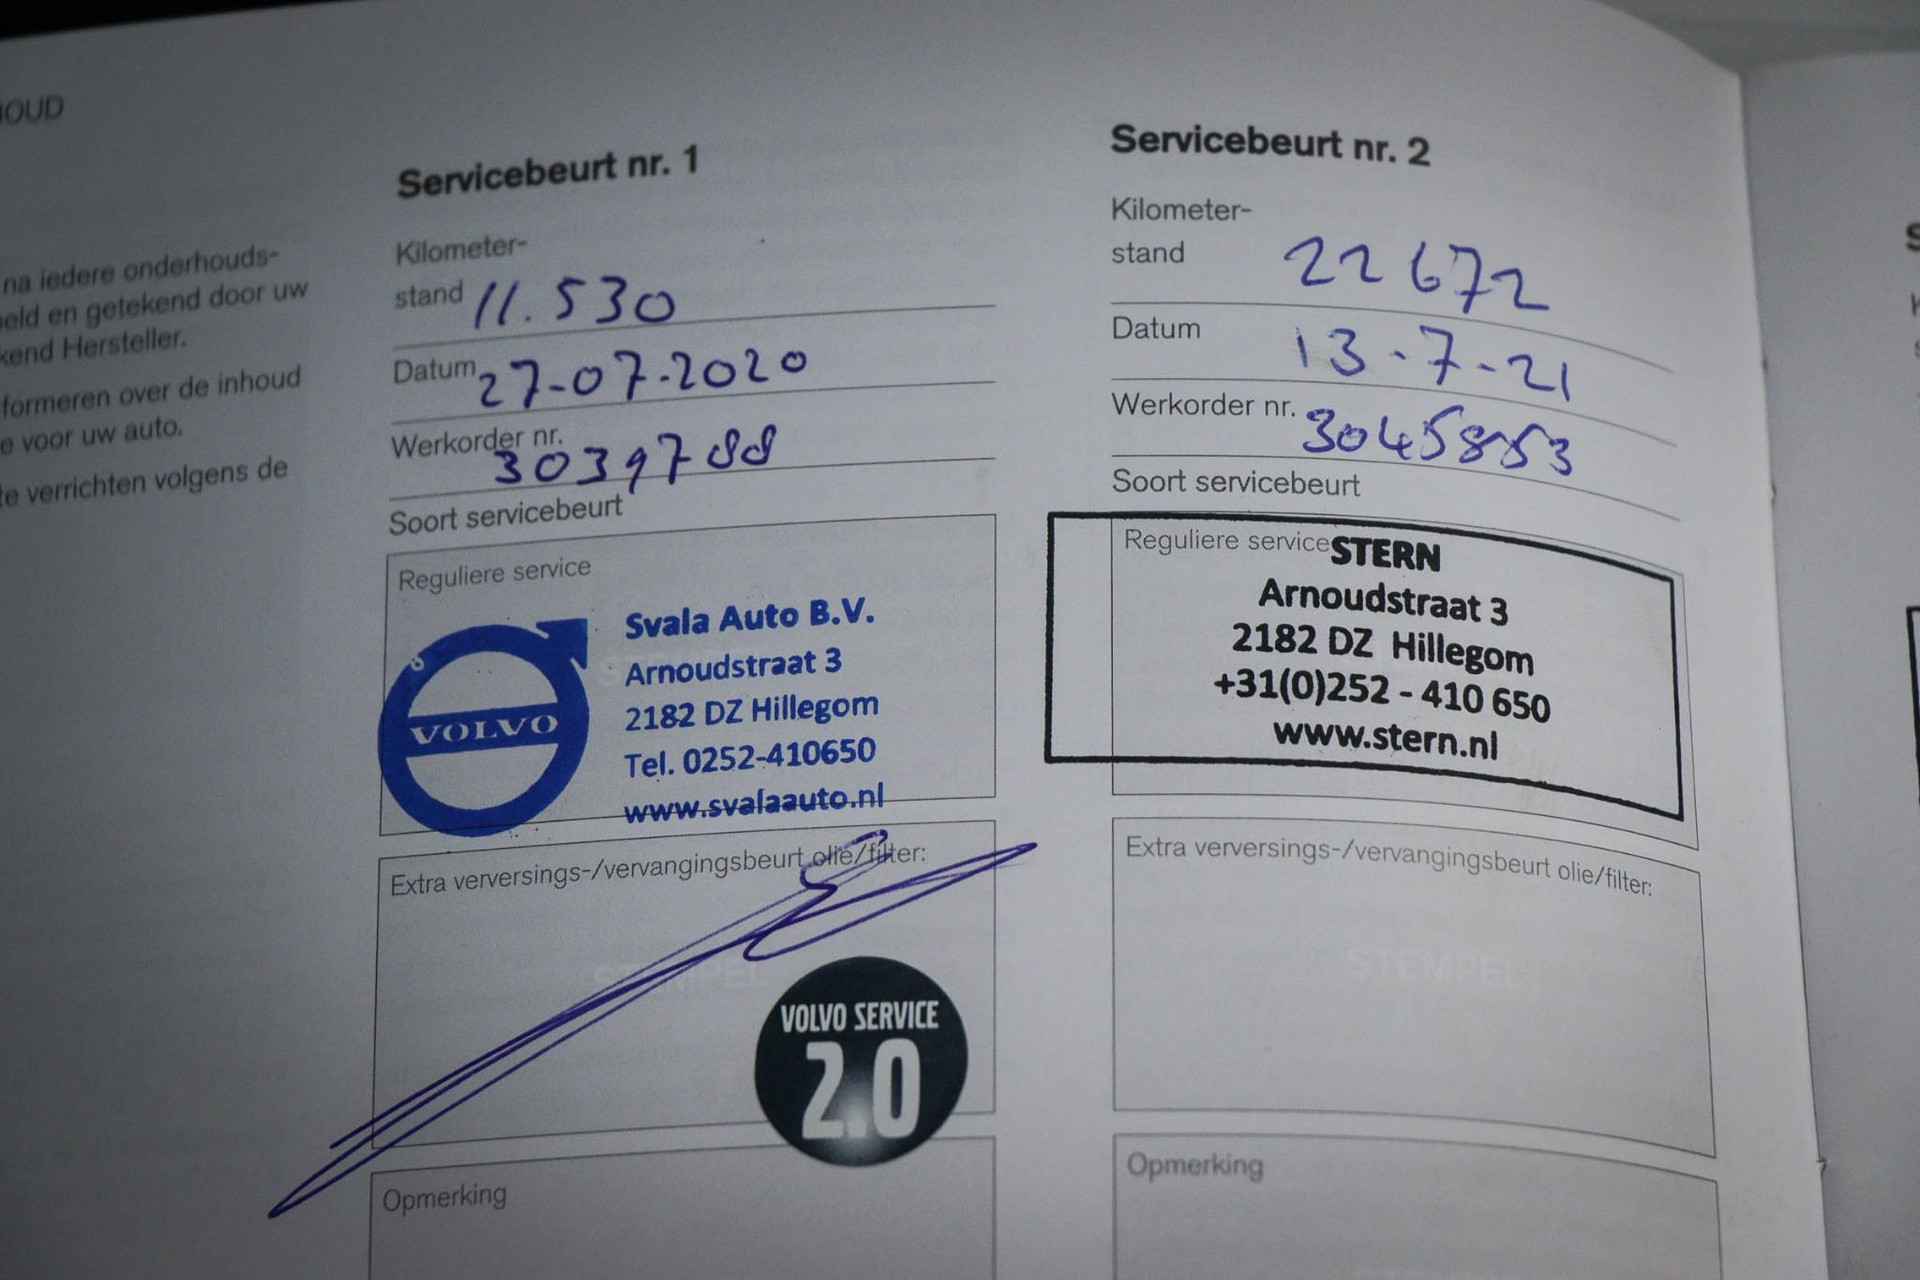 na iedere onderhouds-
en getekend door uw
Hersteller.
formeren over de inhoud
e voor uw auto.
te verrichten volgens de
Servicebeurt nr. 1
Kilometer-
stand 11.530
Datum 27-07-2020
Werkorder nr. 3039788
Soort servicebeurt
Reguliere service
VOLVO
Svala Auto B.V.
Arnoudstraat 3
2182 DZ Hillegom
Tel. 0252-410650
www.svalaauto.nl
Extra verversings-/vervangingsbeurt olie/filter:
STEMPEL
VOLVO SERVICE
2.0
Opmerking
Servicebeurt nr. 2
Kilometer-
stand 22672
Datum 13-7-21
Werkorder nr.
Soort servicebeurt
Reguliere service
STERN
Arnoudstraat 3
2182 DZ Hillegom
+31(0)252 - 410 650
www.stern.nl
Extra verversings-/vervangingsbeurt olie/filter:
STEMPEL
Opmerking